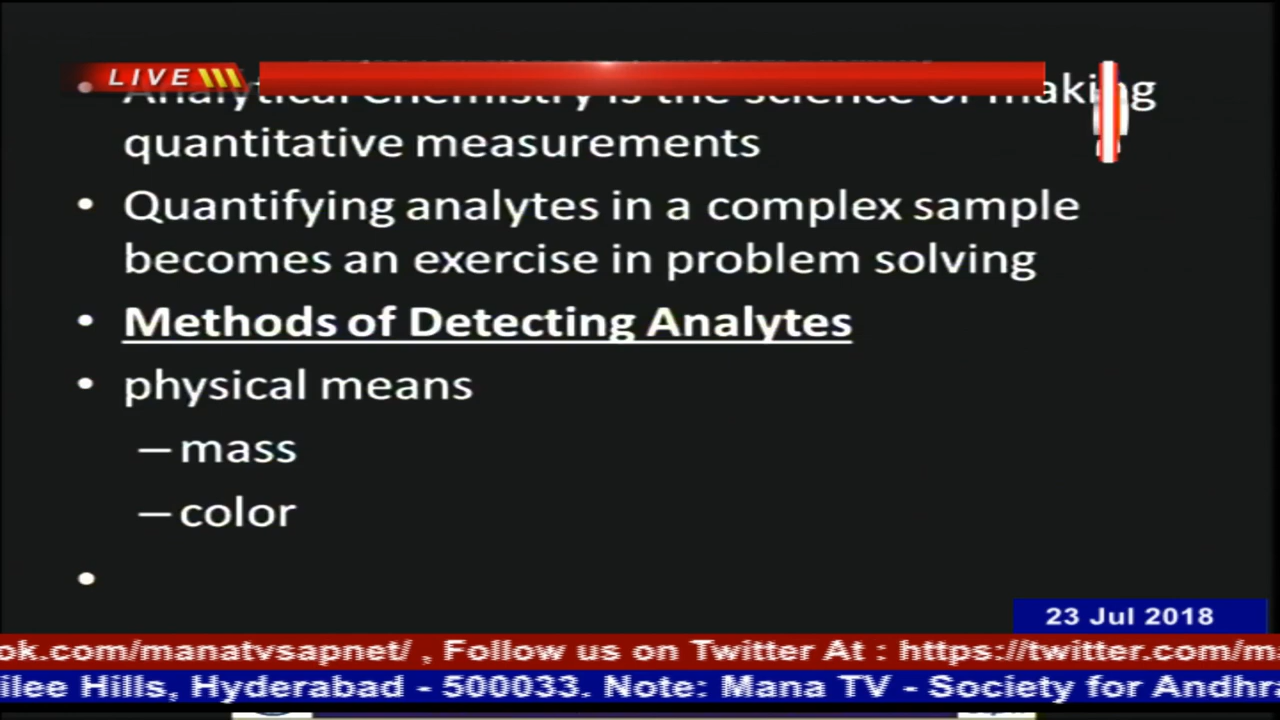 LIVE
Analytical Chemistry is the science of making
quantitative measurements
• Quantifying analytes in a complex sample
becomes an exercise in problem solving
• Methods of Detecting Analytes
• physical means
– mass
– color
•
23 Jul 2018
ok.com/manatvsapnet/ , Follow us on Twitter At : https://twitter.com/m
ilee Hills, Hyderabad - 500033. Note: Mana TV - Society for Andhr